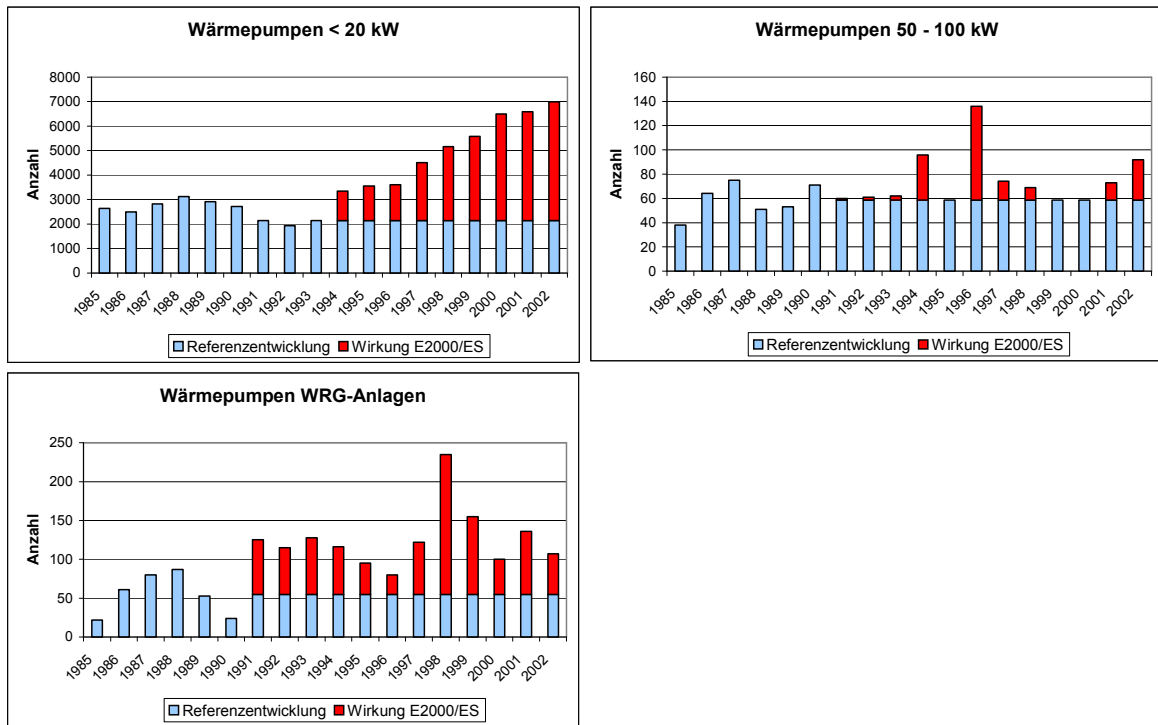 Wärmepumpen < 20 kW
Anzahl
8000
7000
6000
5000
4000
3000
2000
1000
0
1985 1986 1987 1988 1989 1990 1991 1992 1993 1994 1995 1996 1997 1998 1999 2000 2001 2002
Referenzentwicklung Wirkung E2000/ES
Wärmepumpen 50 - 100 kW
Anzahl
160
140
120
100
80
60
40
20
0
1985 1986 1987 1988 1989 1990 1991 1992 1993 1994 1995 1996 1997 1998 1999 2000 2001 2002
Referenzentwicklung Wirkung E2000/ES
Wärmepumpen WRG-Anlagen
Anzahl
250
200
150
100
50
0
1985 1986 1987 1988 1989 1990 1991 1992 1993 1994 1995 1996 1997 1998 1999 2000 2001 2002
Referenzentwicklung Wirkung E2000/ES